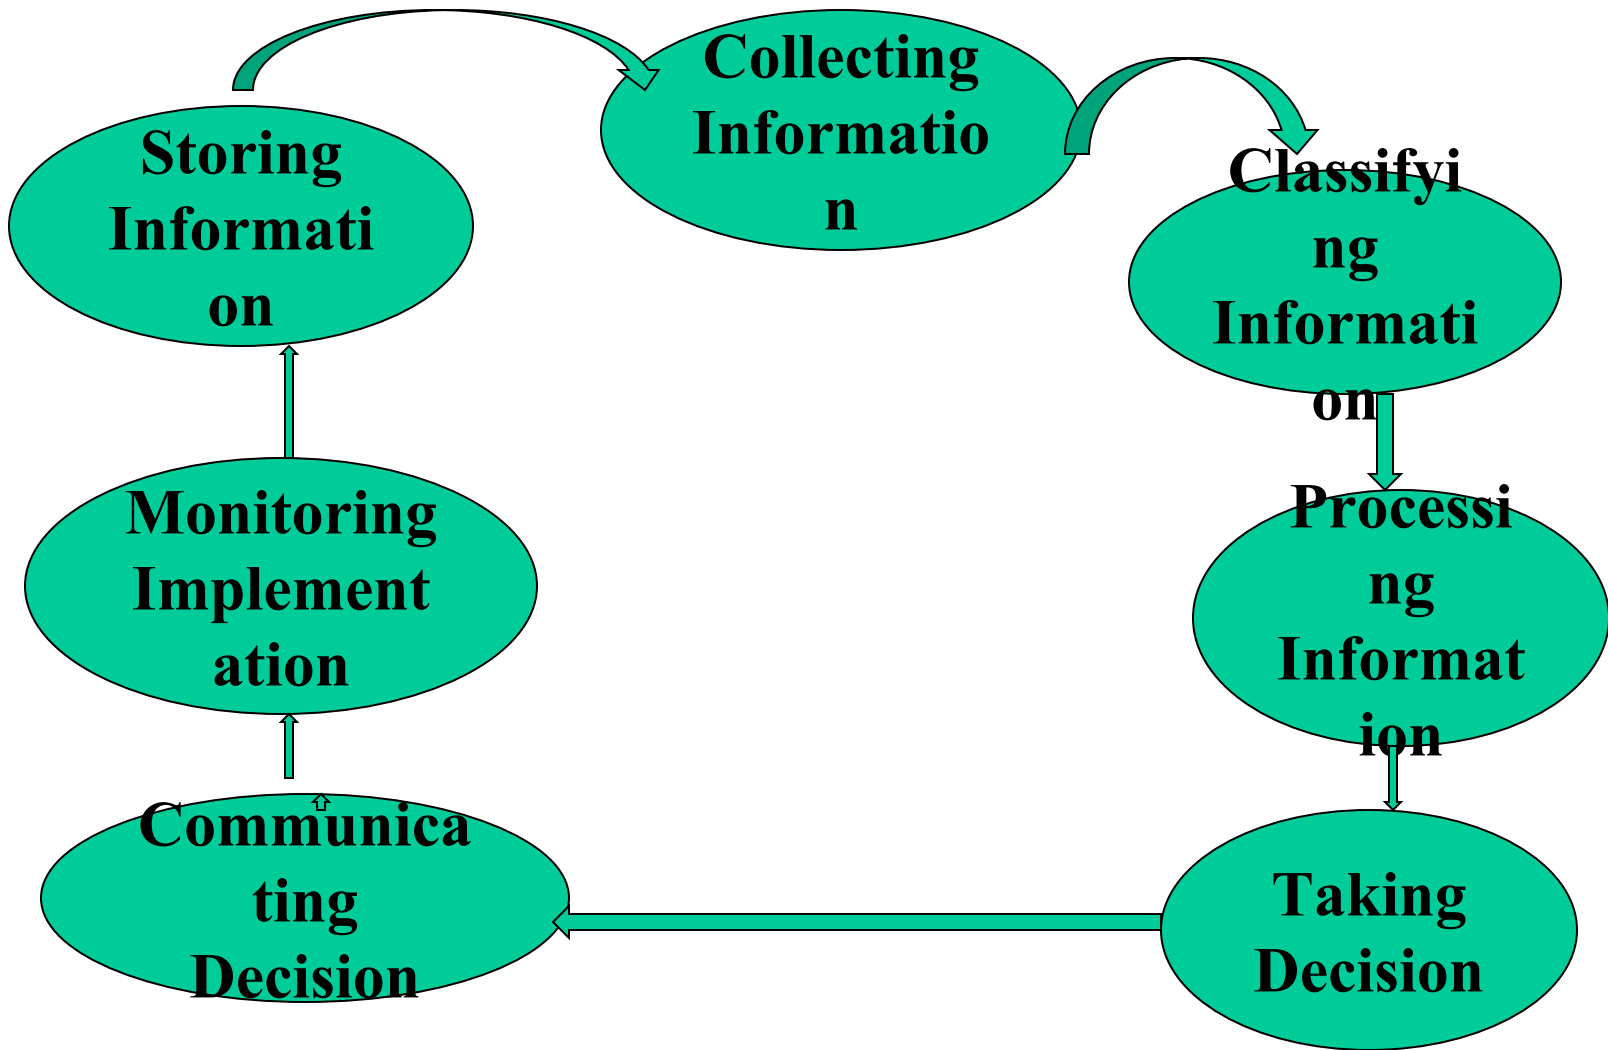 Collecting
Informatio
n
Storing
Informati
on
Classifyi
ng
Informati
on
Monitoring
Implement
ation
Processi
ng
Informat
ion
Communica
ting
Decision
Taking
Decision